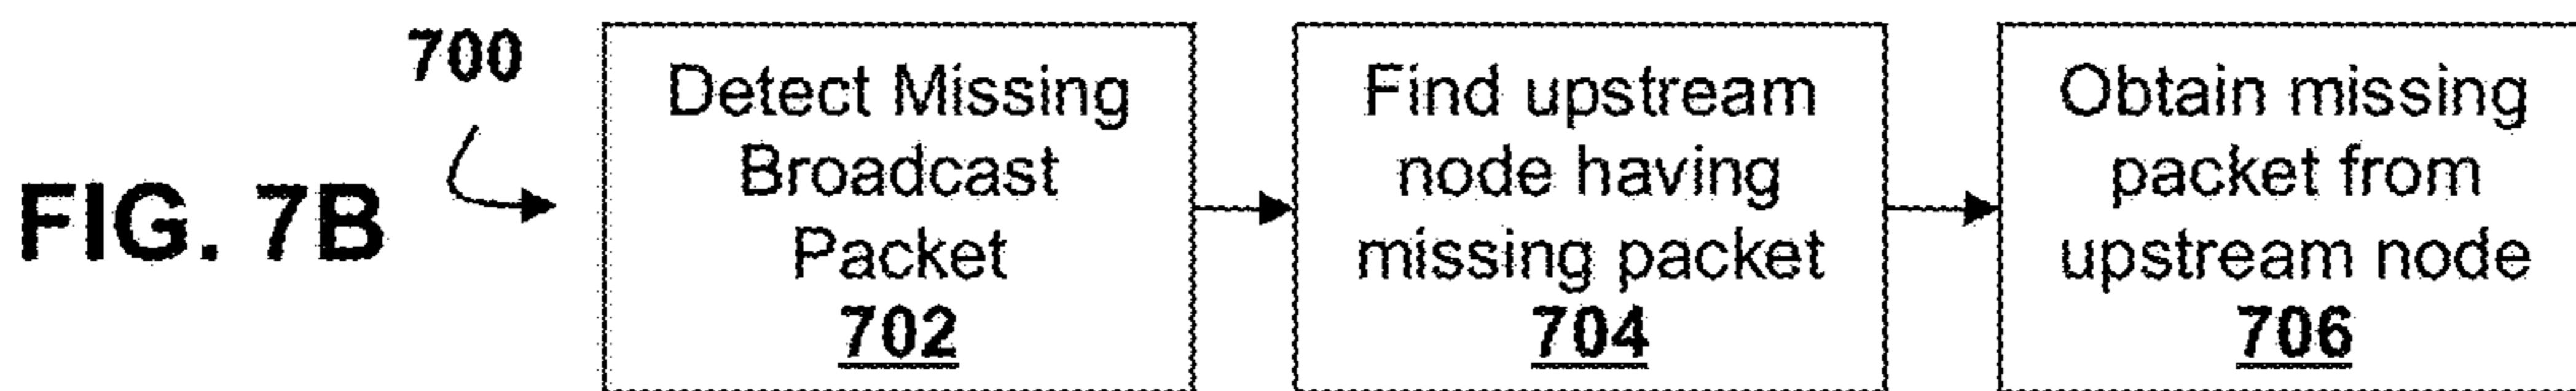 700
FIG. 7B
Detect Missing
Broadcast
Packet
702
Find upstream
node having
missing packet
704
Obtain missing
packet from
upstream node
706